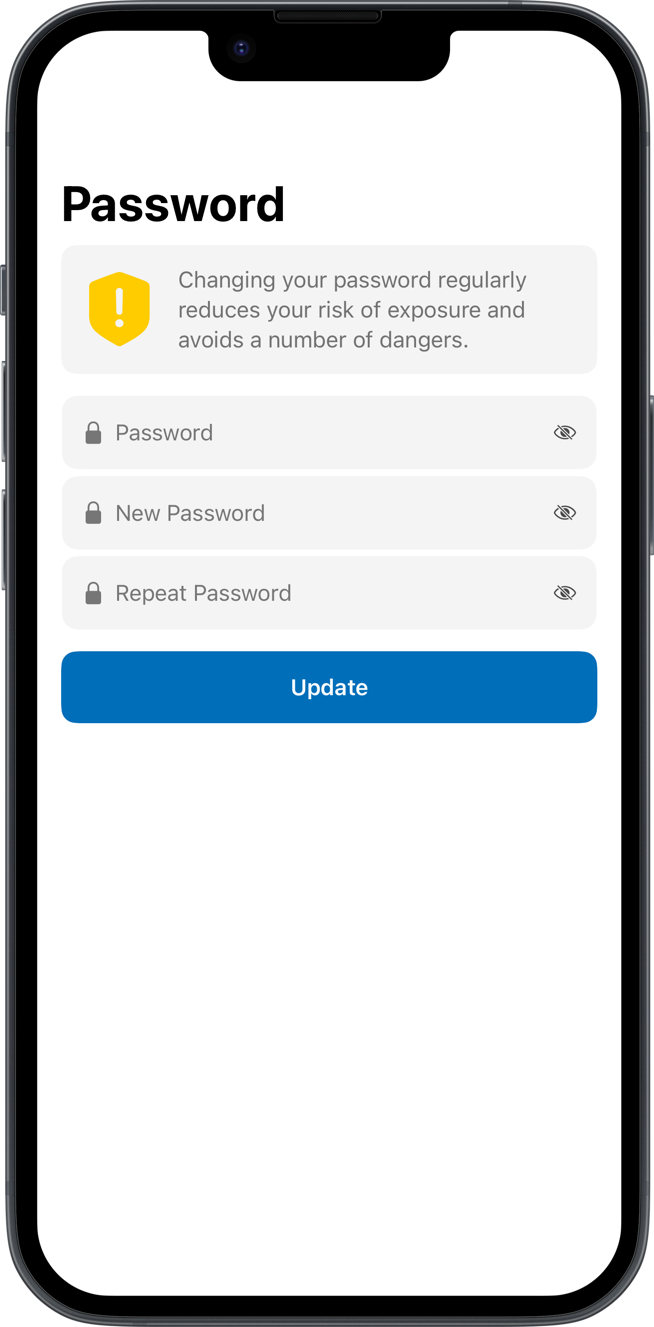 Password
Changing your password regularly
reduces your risk of exposure and
avoids a number of dangers.
Password
New Password
Repeat Password
Update